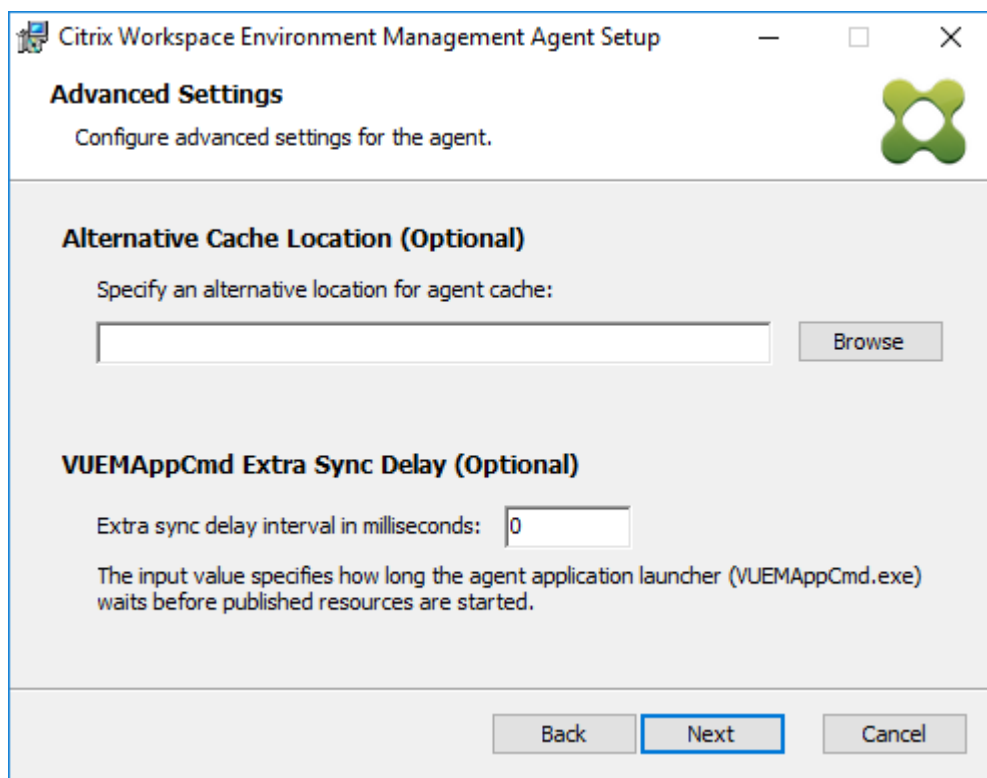 Citrix Workspace Environment Management Agent Setup
Advanced Settings
Configure advanced settings for the agent.
Alternative Cache Location (Optional)
Specify an alternative location for agent cache:
Browse
VUEMAppCmd Extra Sync Delay (Optional)
Extra sync delay interval in milliseconds: 0
The input value specifies how long the agent application launcher (VUEMAppCmd.exe)
waits before published resources are started.
Back Next Cancel